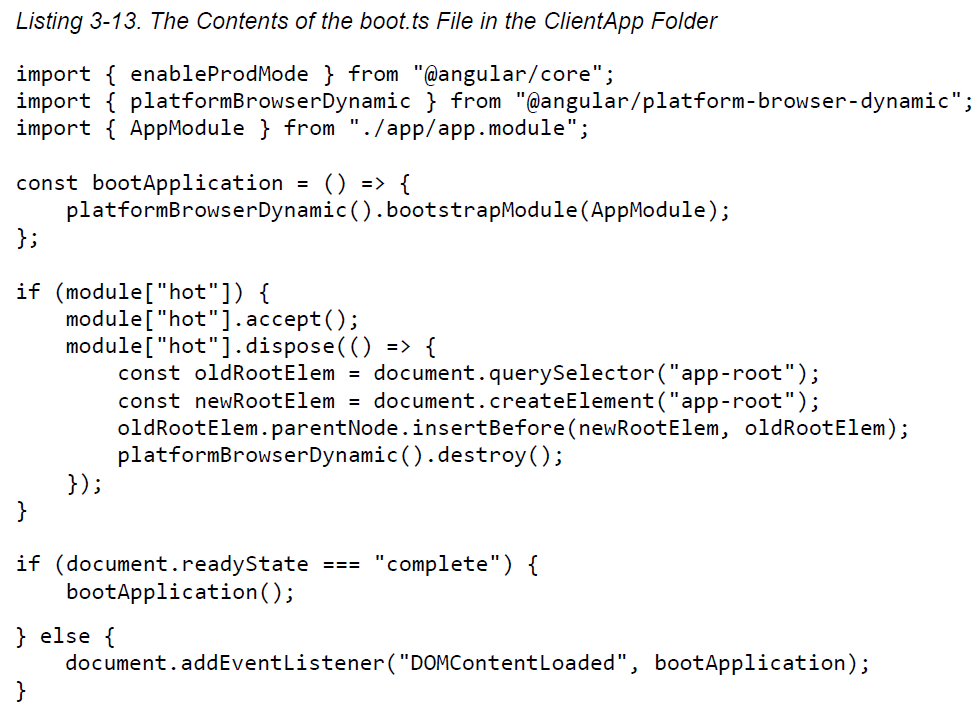 Listing 3-13. The Contents of the boot.ts File in the ClientApp Folder
import { enableProdMode } from "@angular/core";
import { platformBrowserDynamic } from "@angular/platform-browser-dynamic";
import { AppModule } from "./app/app.module";
const bootApplication = () => {
    platformBrowserDynamic().bootstrapModule(AppModule);
};
if (module["hot"]) {
    module["hot"].accept();
    module["hot"].dispose(() => {
        const oldRootElem = document.querySelector("app-root");
        const newRootElem = document.createElement("app-root");
        oldRootElem.parentNode.insertBefore(newRootElem, oldRootElem);
        platformBrowserDynamic().destroy();
    });
}
if (document.readyState === "complete") {
    bootApplication();
} else {
    document.addEventListener("DOMContentLoaded", bootApplication);
}